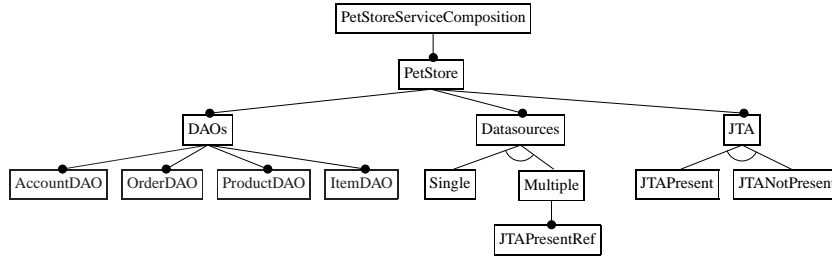 PetStoreServiceComposition
PetStore
DAOs
Datasources
JTA
AccountDAO
OrderDAO
ProductDAO
ItemDAO
Single
Multiple
JTAPresent
JTANotPresent
JTAPresentRef